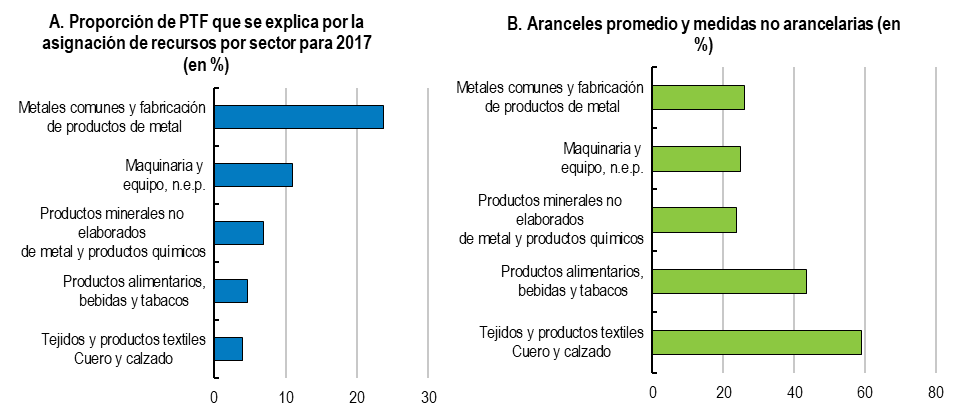 A. Proporción de PTF que se explica por la
asignación de recursos por sector para 2017
(en %)
Metales comunes y fabricación
de productos de metal
Maquinaria y
equipo, n.e.p.
Productos minerales no
elaborados
de metal y productos químicos
Productos alimentarios,
bebidas y tabacos
Tejidos y productos textiles
Cuero y calzado
0 10 20 30
B. Aranceles promedio y medidas no arancelarias (en
%)
Metales comunes y fabricación
de productos de metal
Maquinaria y
equipo, n.e.p.
Productos minerales no
elaborados
de metal y productos químicos
Productos alimentarios,
bebidas y tabacos
Tejidos y productos textiles
Cuero y calzado
0 20 40 60 80